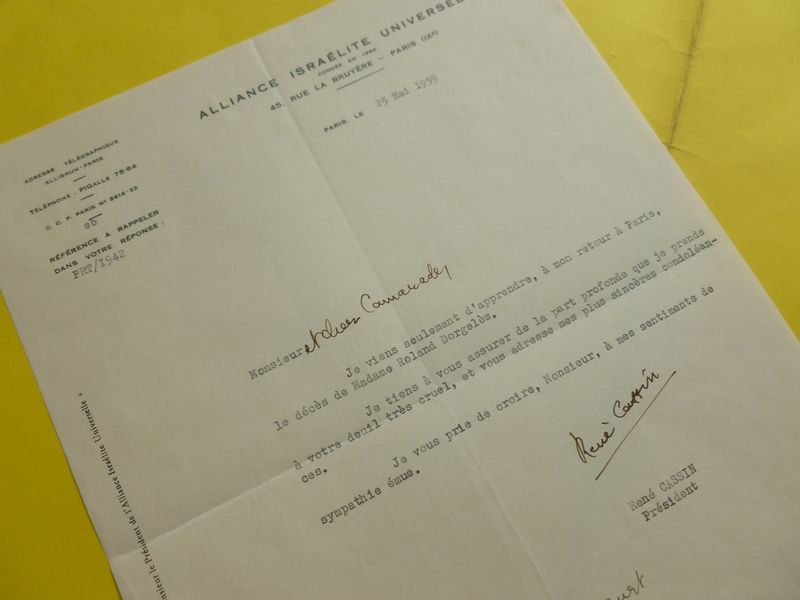 ALLIANCE ISRAÉLITE UNIVERSEL
FONDÉE EN 1860
45, RUE LA BRUYÈRE — PARIS (IXe)
PARIS, LE 25 Mai 1959
ADRESSE TÉLÉGRAPHIQUE
ALLISRUN-PARIS
TÉLÉPHONE : PIGALLE 75-84
C. C. P. PARIS No 5816-23
SD
RÉFÉRENCE A RAPPELER
DANS VOTRE RÉPONSE :
PRT/1942
Monsieur et cher Camarade,
Je viens seulement d'apprendre, à mon retour à Paris,
le décès de Madame Roland Dorgelès.
Je tiens à vous assurer de la part profonde que je prends
à votre deuil très cruel, et vous adresse mes plus sincères condoléan-
ces.
Je vous prie de croire, Monsieur, à mes sentiments de
sympathie émue.
René Cassin
René CASSIN
Président
nsieur le Président de l'Alliance Israélite Universelle »